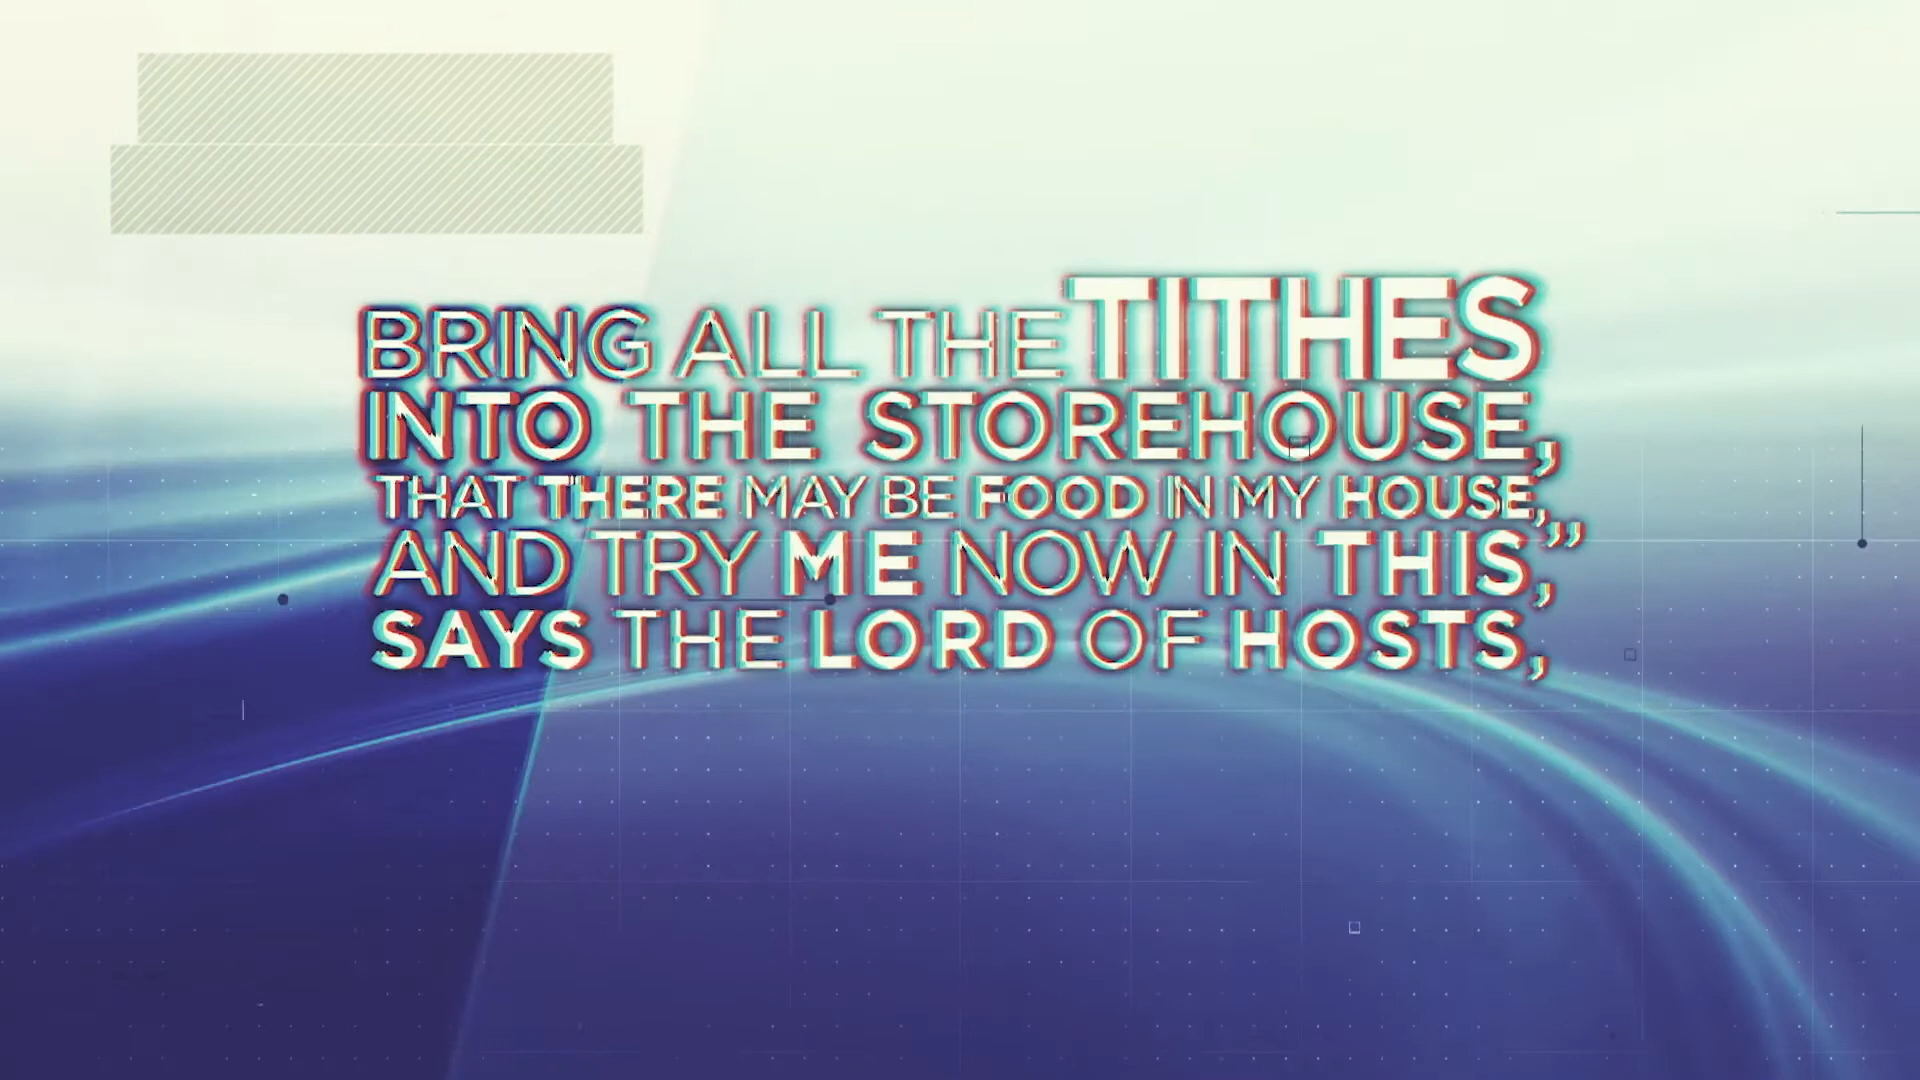 BRING ALL THE TITHES
INTO THE STOREHOUSE,
THAT THERE MAY BE FOOD IN MY HOUSE,
AND TRY ME NOW IN THIS,”
SAYS THE LORD OF HOSTS,